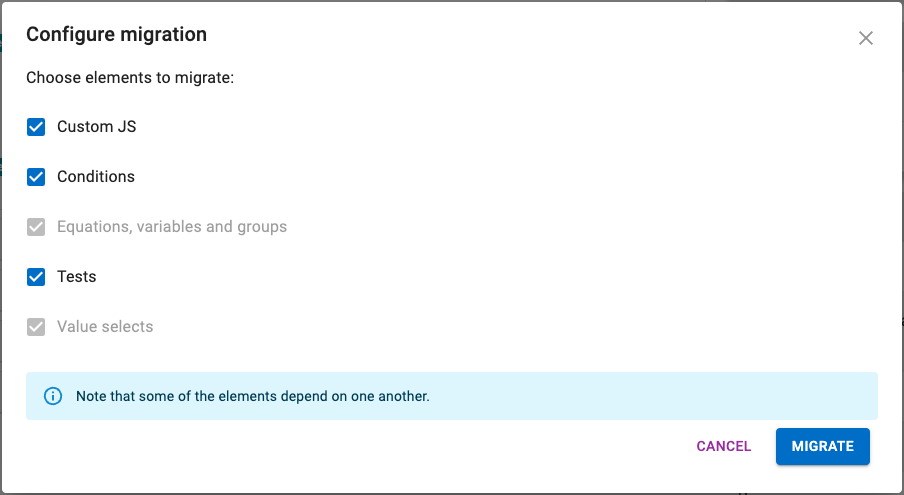 Configure migration
Choose elements to migrate:
Custom JS
Conditions
Equations, variables and groups
Tests
Value selects
Note that some of the elements depend on one another.
CANCEL
MIGRATE